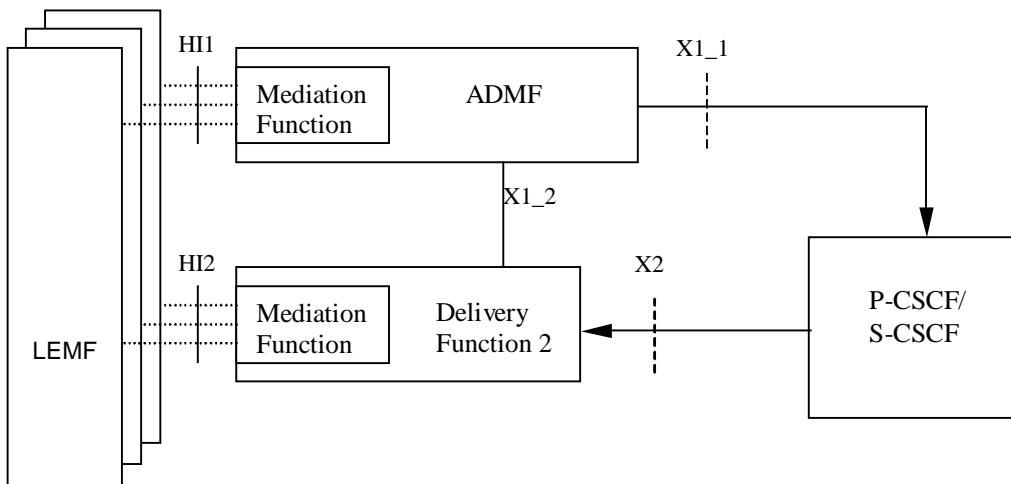 HI1
X1_1
Mediation
Function
ADMF
X1_2
HI2
X2
Mediation
Function
Delivery
Function 2
P-CSCF/
S-CSCF
LEMF